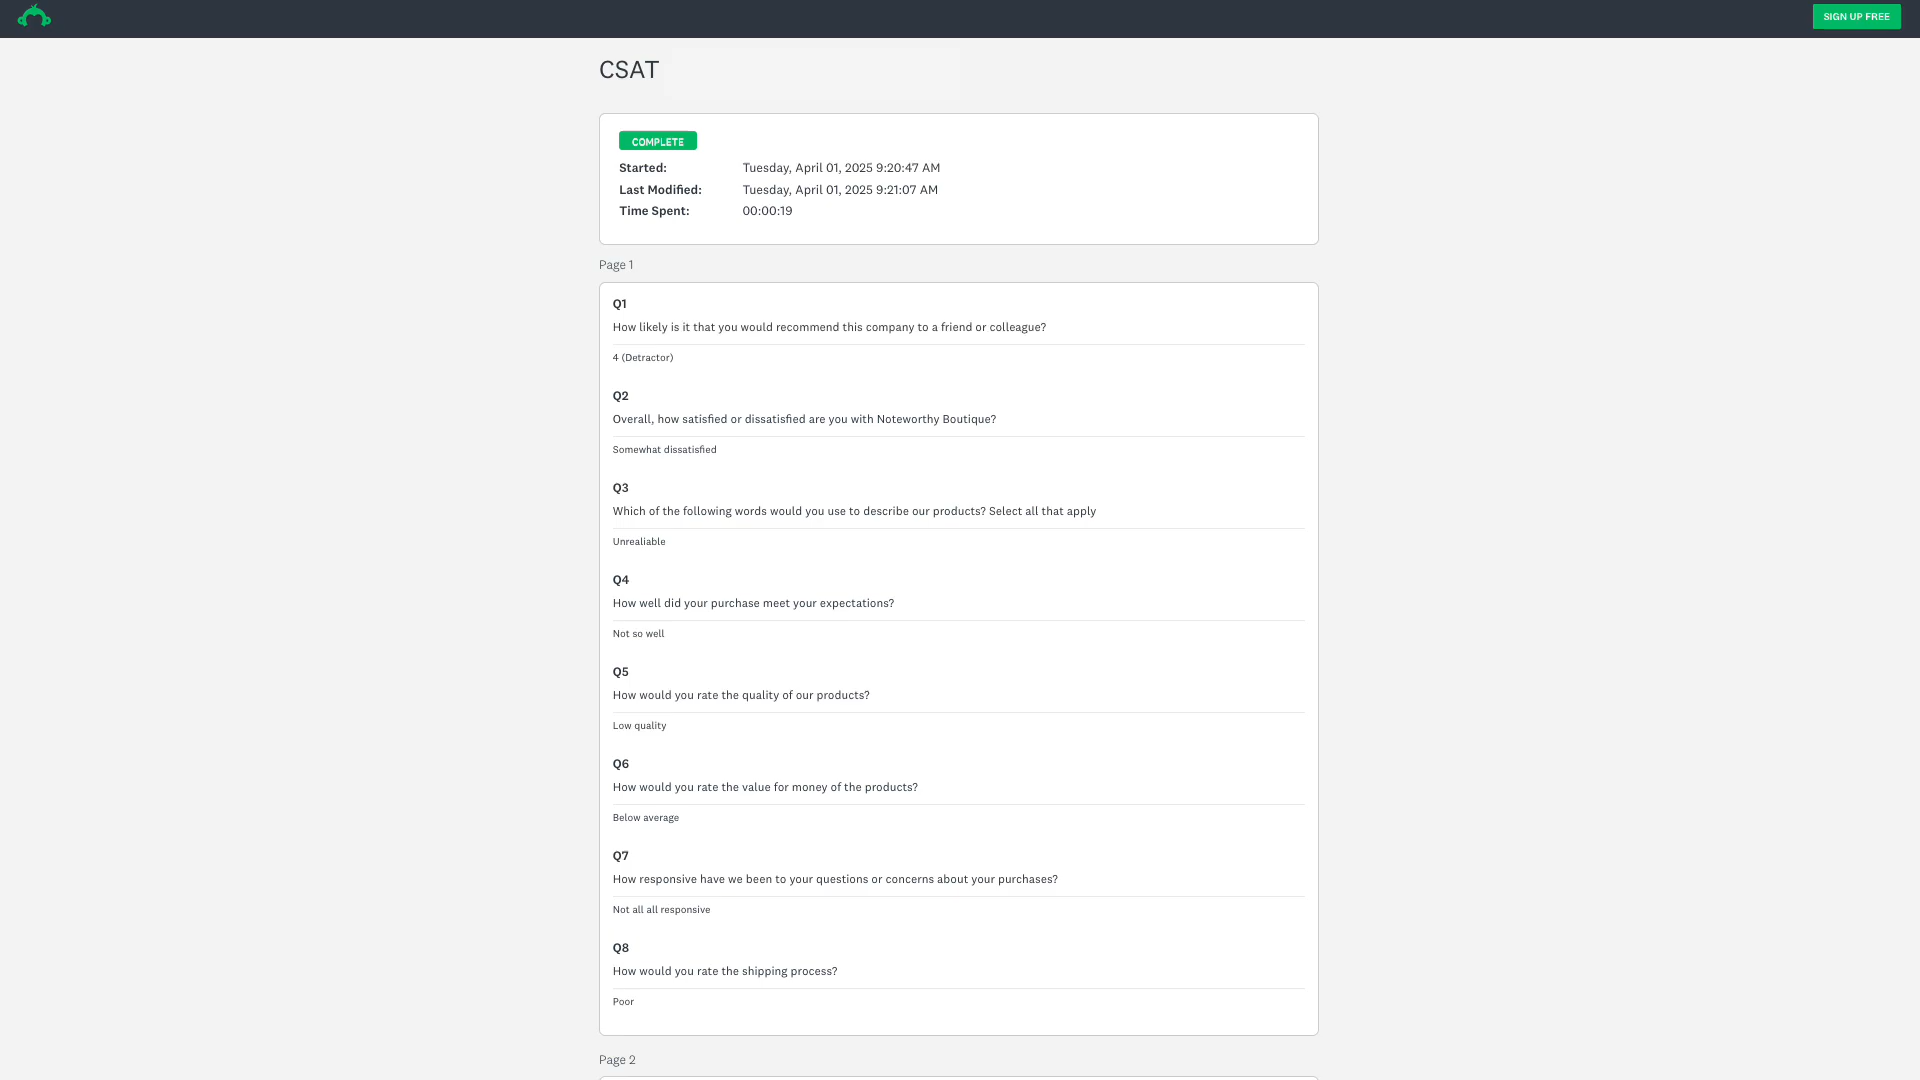 SIGN UP FREE
CSAT
COMPLETE
Started: Tuesday, April 01, 2025 9:20:47 AM
Last Modified: Tuesday, April 01, 2025 9:21:07 AM
Time Spent: 00:00:19
Page 1
Q1
How likely is it that you would recommend this company to a friend or colleague?
4 (Detractor)
Q2
Overall, how satisfied or dissatisfied are you with Noteworthy Boutique?
Somewhat dissatisfied
Q3
Which of the following words would you use to describe our products? Select all that apply
Unrealiable
Q4
How well did your purchase meet your expectations?
Not so well
Q5
How would you rate the quality of our products?
Low quality
Q6
How would you rate the value for money of the products?
Below average
Q7
How responsive have we been to your questions or concerns about your purchases?
Not all all responsive
Q8
How would you rate the shipping process?
Poor
Page 2